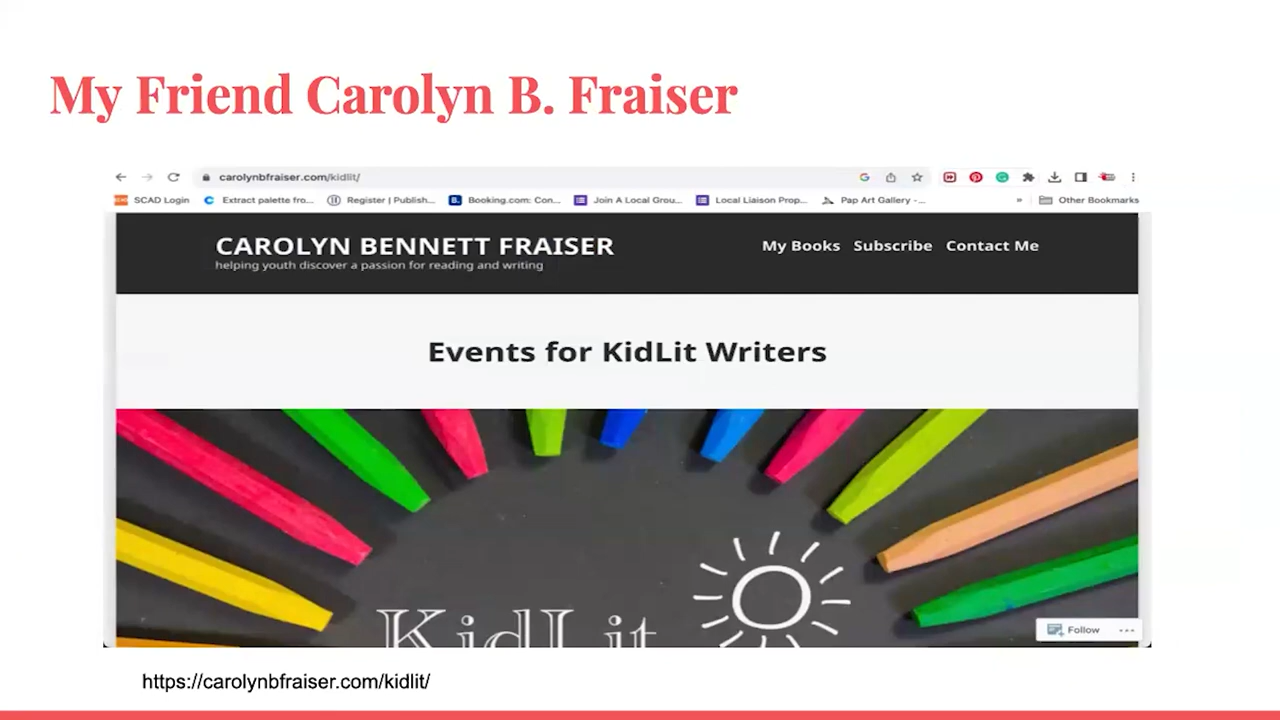 My Friend Carolyn B. Fraiser
carolynbfraiser.com/kidlit/
SCAD Login Extract palette fro... Register | Publish... Booking.com: Con... Join A Local Grou... Local Liaison Prop... Pap Art Gallery -... » Other Bookmarks
CAROLYN BENNETT FRAISER My Books Subscribe Contact Me
helping youth discover a passion for reading and writing
Events for KidLit Writers
KidLit
Follow ...
https://carolynbfraiser.com/kidlit/